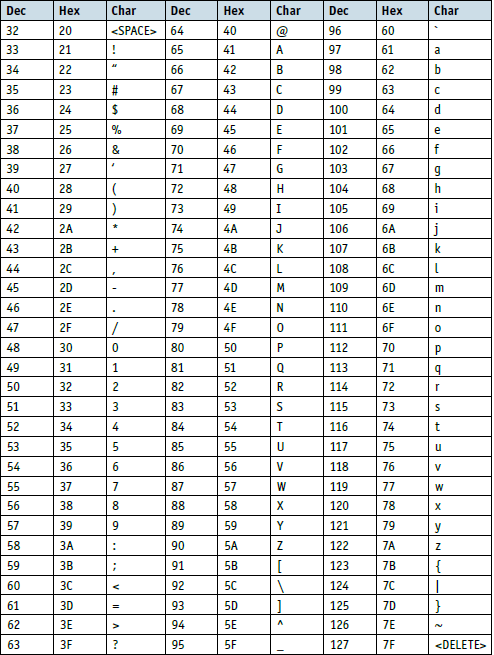 Dec Hex Char Dec Hex Char Dec Hex Char
32 20 <SPACE> 64 40 @ 96 60 `
33 21 ! 65 41 A 97 61 a
34 22 “ 66 42 B 98 62 b
35 23 # 67 43 C 99 63 c
36 24 $ 68 44 D 100 64 d
37 25 % 69 45 E 101 65 e
38 26 & 70 46 F 102 66 f
39 27 ‘ 71 47 G 103 67 g
40 28 ( 72 48 H 104 68 h
41 29 ) 73 49 I 105 69 i
42 2A * 74 4A J 106 6A j
43 2B + 75 4B K 107 6B k
44 2C , 76 4C L 108 6C l
45 2D - 77 4D M 109 6D m
46 2E . 78 4E N 110 6E n
47 2F / 79 4F O 111 6F o
48 30 0 80 50 P 112 70 p
49 31 1 81 51 Q 113 71 q
50 32 2 82 52 R 114 72 r
51 33 3 83 53 S 115 73 s
52 34 4 84 54 T 116 74 t
53 35 5 85 55 U 117 75 u
54 36 6 86 56 V 118 76 v
55 37 7 87 57 W 119 77 w
56 38 8 88 58 X 120 78 x
57 39 9 89 59 Y 121 79 y
58 3A : 90 5A Z 122 7A z
59 3B ; 91 5B [ 123 7B {
60 3C < 92 5C \ 124 7C |
61 3D = 93 5D ] 125 7D }
62 3E > 94 5E ^ 126 7E ~
63 3F ? 95 5F _ 127 7F <DELETE>